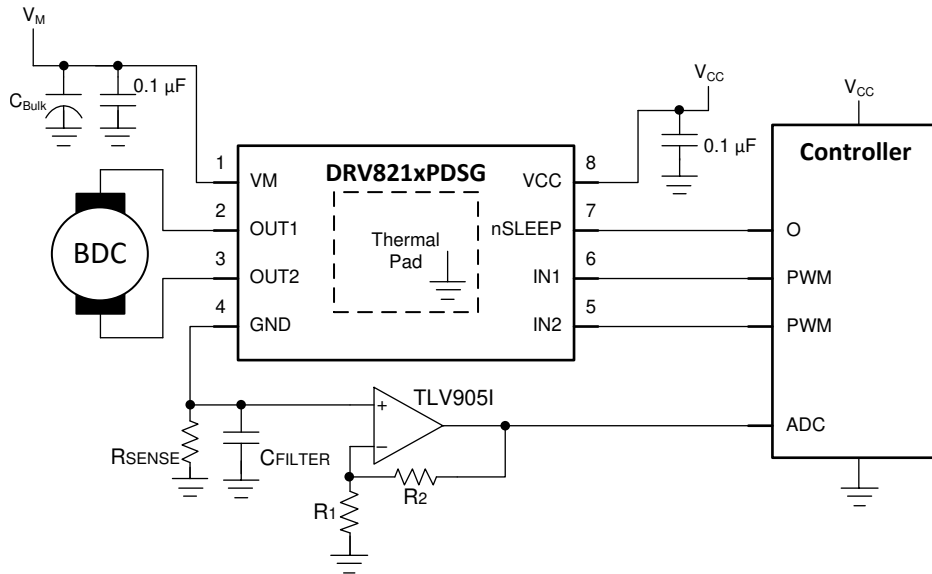 VM
CBulk
0.1 µF
VCC
0.1 µF
VCC
Controller
DRV821xPDSG
1
VM
VCC
8
2
OUT1
nSLEEP
7
O
Thermal
Pad
BDC
3
OUT2
IN1
6
PWM
4
GND
IN2
5
PWM
TLV905I
+
−
ADC
RSENSE
CFILTER
R2
R1